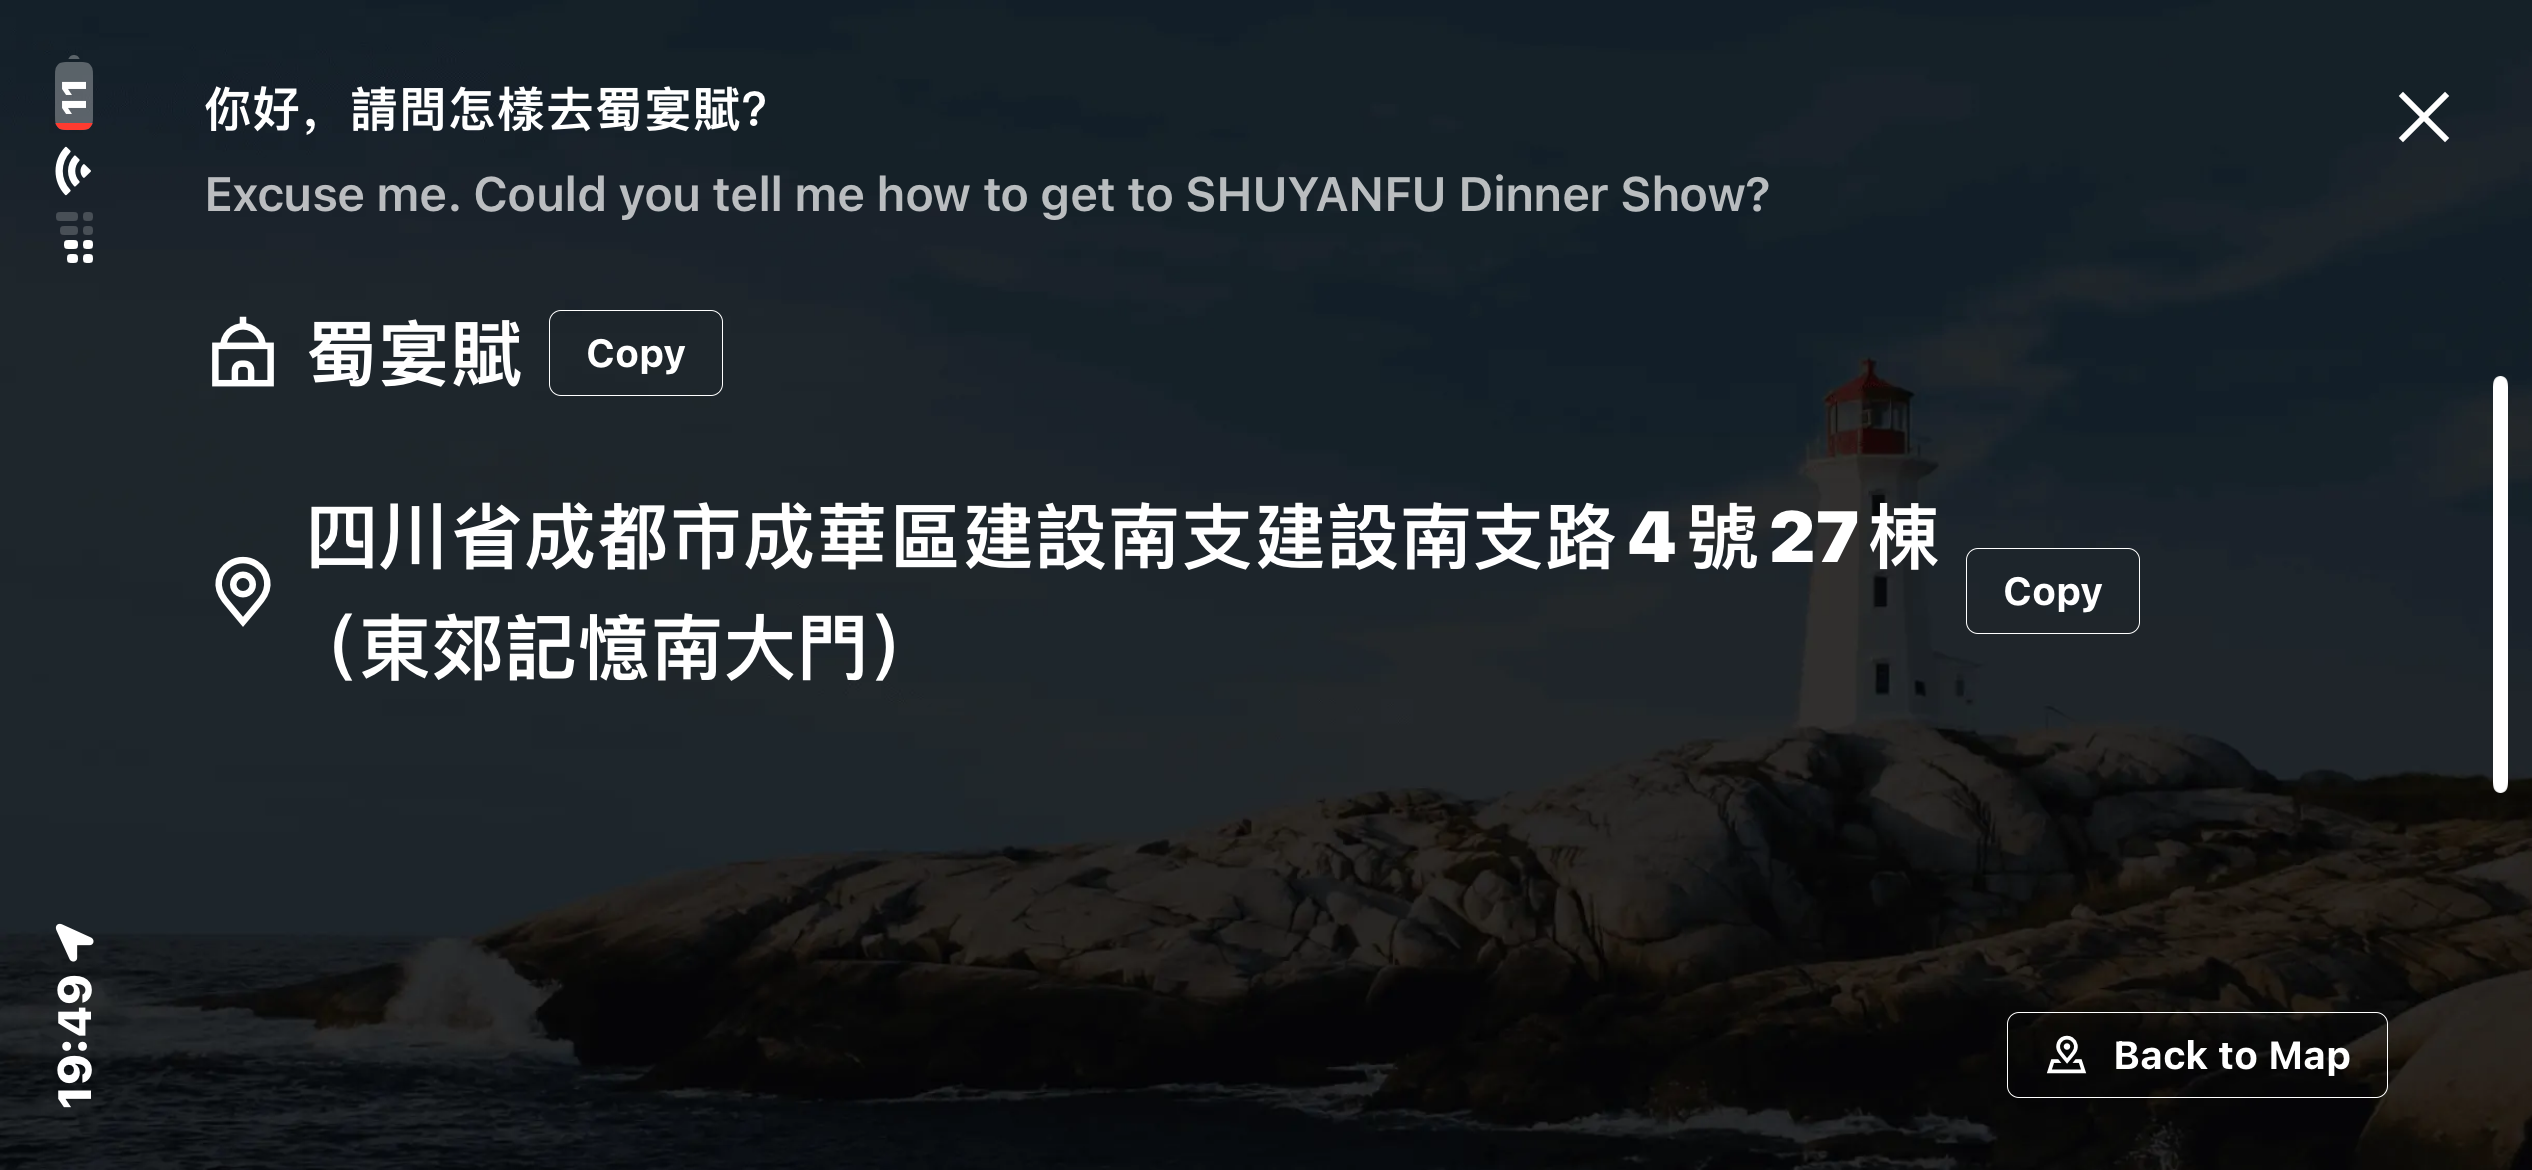 11
19:49
你好，請問怎樣去蜀宴賦?
Excuse me. Could you tell me how to get to SHUYANFU Dinner Show?
蜀宴賦
Copy
四川省成都市成華區建設南支建設南支路4號27棟
（東郊記憶南大門）
Copy
Back to Map